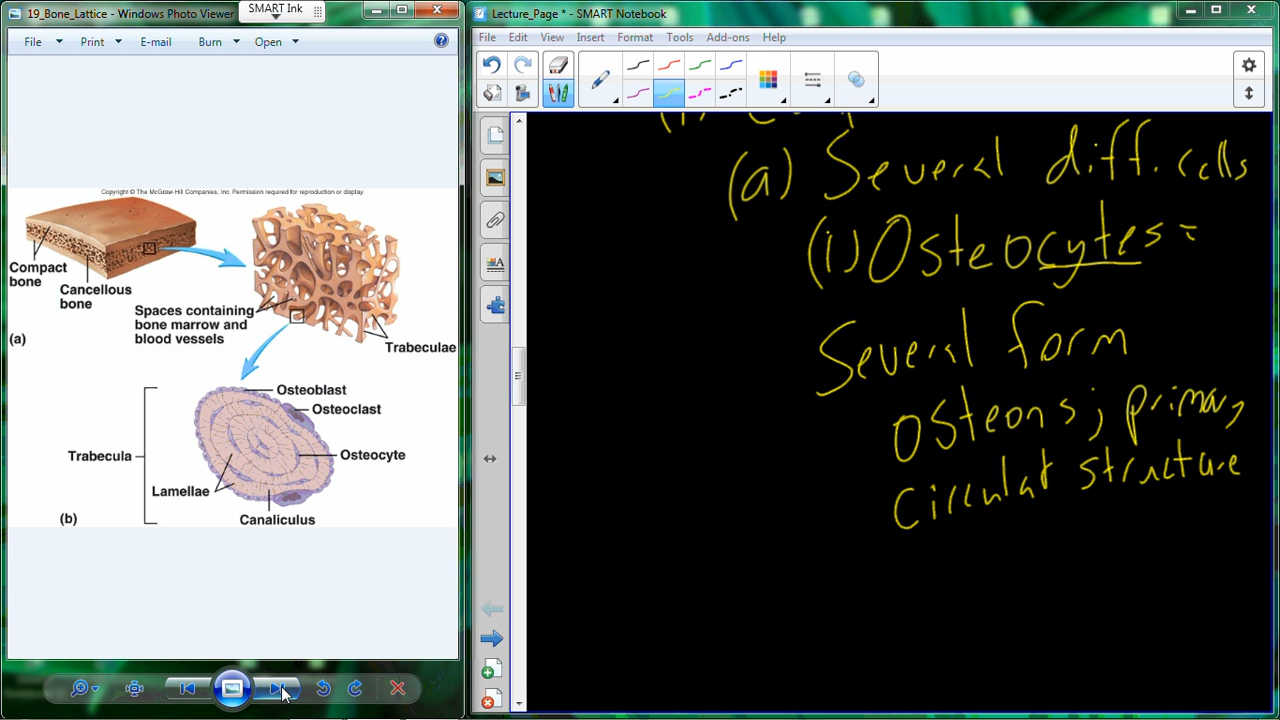 19_Bone_Lattice - Windows Photo Viewer
SMART Ink
File Print E-mail Burn Open
Copyright © The McGraw-Hill Companies, Inc. Permission required for reproduction or display.
Compact
bone
Cancellous
bone
Spaces containing
bone marrow and
blood vessels
(a)
Trabeculae
Osteoblast
Osteoclast
Trabecula
Osteocyte
Lamellae
(b)
Canaliculus
Lecture_Page * - SMART Notebook
File Edit View Insert Format Tools Add-ons Help
(a) Several diff. cells
(i) Osteocytes =
Several form
Osteons; primary
circular structure